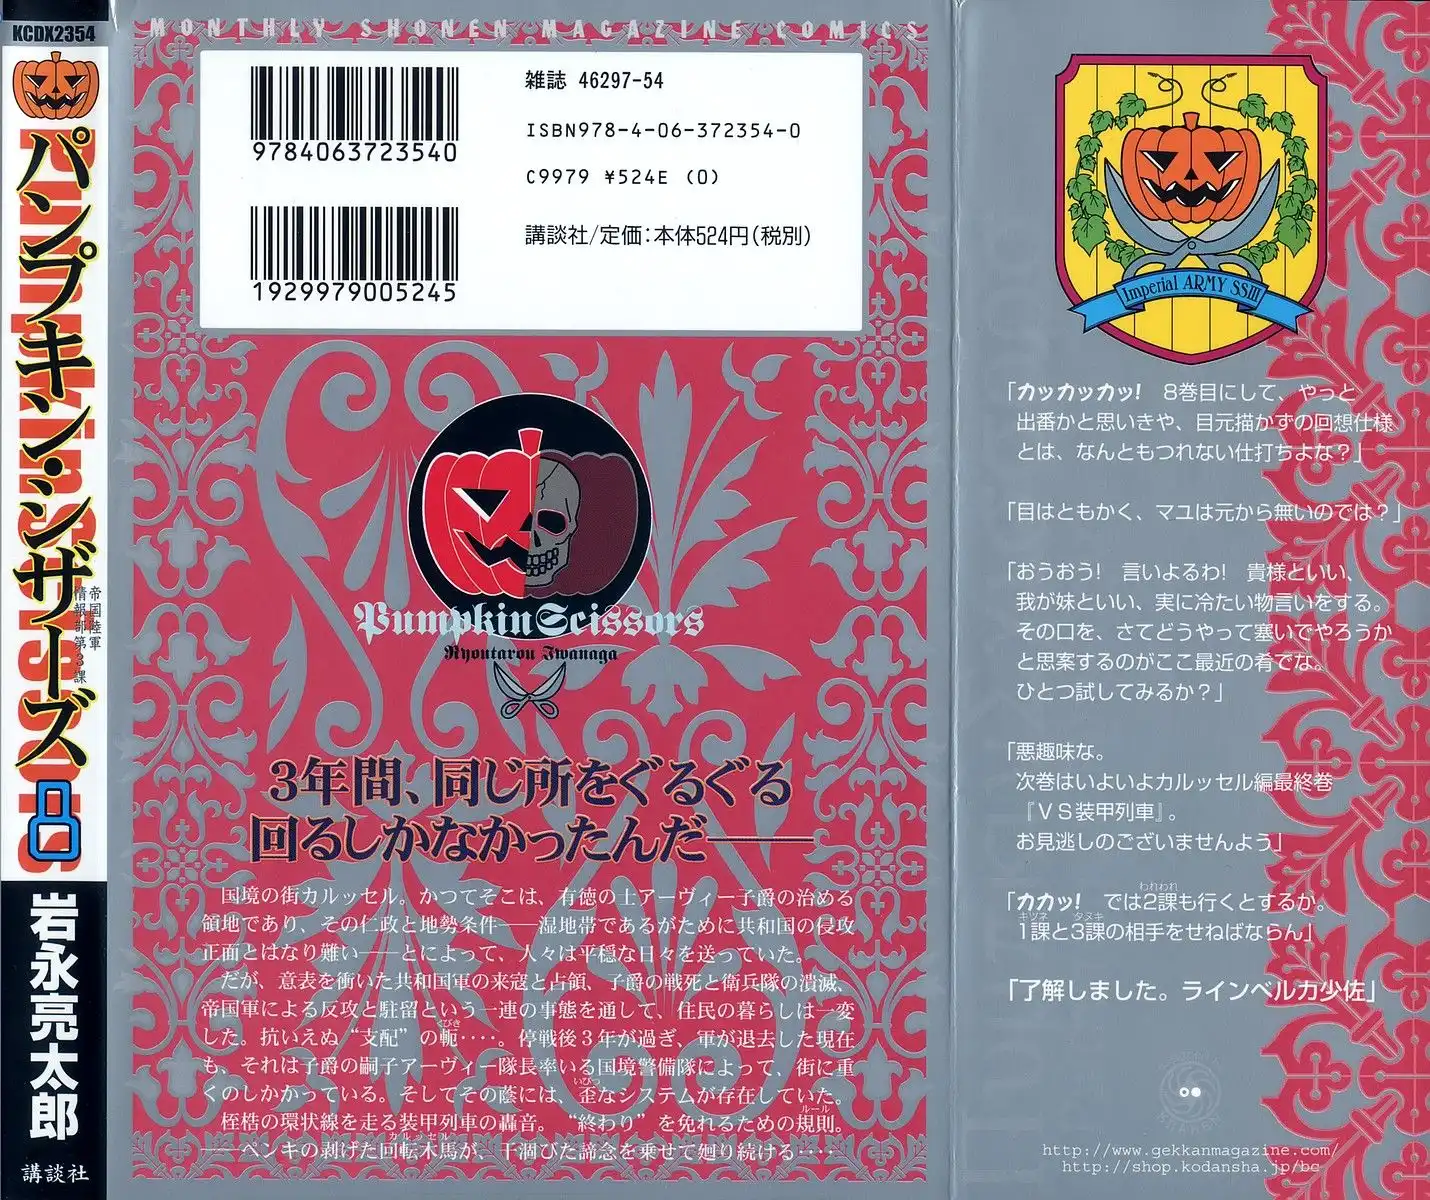 KCDX2354
Pumpkin Scissors
パンプキン・シザーズ
帝国陸軍
情報部第3課
8
岩永亮太郎
講談社
MONTHLY SHONEN MAGAZINE COMICS
9784063723540
1929979005245
雑誌 46297-54
ISBN978-4-06-372354-0
C9979 ¥524E (0)
講談社/定価:本体524円(税別)
Pumpkin Scissors
Ryoutarou Iwanaga
3年間、同じ所をぐるぐる
回るしかなかったんだ――
国境の街カルッセル。かつてそこは、有徳の士アーヴィー子爵の治める
領地であり、その仁政と地勢条件――湿地帯であるがために共和国の侵攻
正面とはなり難い――とによって、人々は平穏な日々を送っていた。
だが、意表を衝いた共和国軍の来寇と占領、子爵の戦死と衛兵隊の潰滅、
帝国軍による反攻と駐留という一連の事態を通して、住民の暮らしは一変
した。抗いえぬ“支配”の軛‥‥。停戦後3年が過ぎ、軍が退去した現在
くびき
も、それは子爵の嗣子アーヴィー隊長率いる国境警備隊によって、街に重
くのしかかっている。そしてその蔭には、歪なシステムが存在していた。
いびつ
桎梏の環状線を走る装甲列車の轟音。“終わり”を免れるための規則。
ルール
――ペンキの剥げた回転木馬が、干涸びた諦念を乗せて廻り続ける‥‥
カルッセル
Imperial ARMY SSIII
「カッカッカッ! 8巻目にして、やっと
出番かと思いきや、目元描かずの回想仕様
とは、なんともつれない仕打ちよな?」
「目はともかく、マユは元から無いのでは?」
「おうおう! 言いよるわ! 貴様といい、
我が妹といい、実に冷たい物言いをする。
その口を、さてどうやって塞いでやろうか
と思案するのがここ最近の肴でな。
ひとつ試してみるか?」
「悪趣味な。
次巻はいよいよカルッセル編最終巻
『VS装甲列車』。
お見逃しのございませんよう」
「カカッ! では2課も行くとするか。
われわれ
1課と3課の相手をせねばならん」
キツネ タヌキ
「了解しました。ラインベルカ少佐」
http://www.gekkanmagazine.com/
http://shop.kodansha.jp/bc